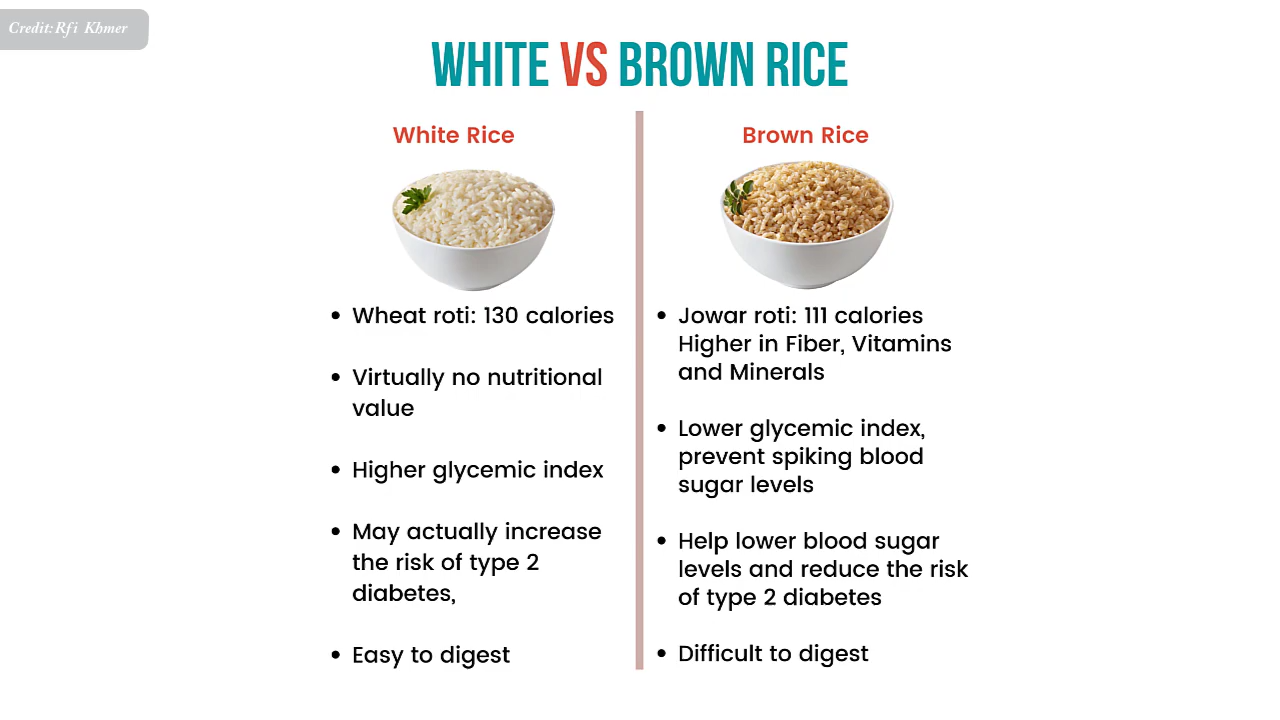 Credit:Rfi Khmer
WHITE VS BROWN RICE
White Rice
• Wheat roti: 130 calories
• Virtually no nutritional
value
• Higher glycemic index
• May actually increase
the risk of type 2
diabetes,
• Easy to digest
Brown Rice
• Jowar roti: 111 calories
Higher in Fiber, Vitamins
and Minerals
• Lower glycemic index,
prevent spiking blood
sugar levels
• Help lower blood sugar
levels and reduce the risk
of type 2 diabetes
• Difficult to digest